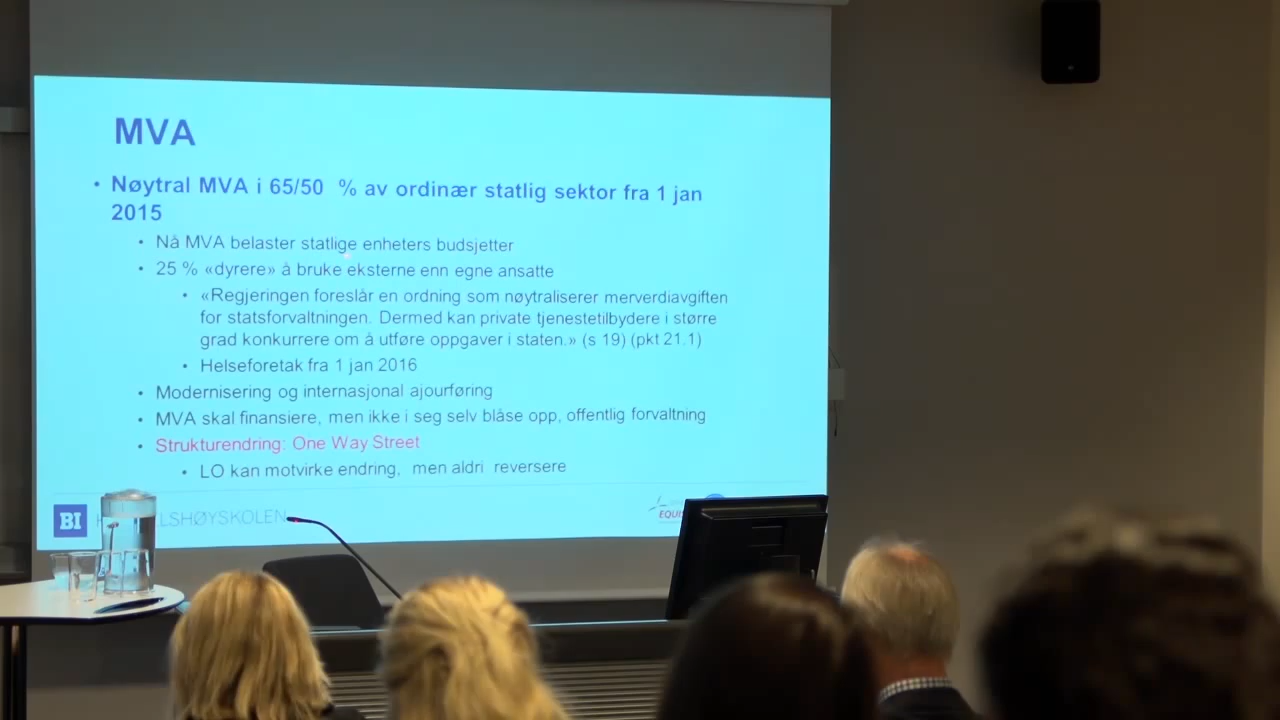 MVA
• Nøytral MVA i 65/50 % av ordinær statlig sektor fra 1 jan
2015
• Nå MVA belaster statlige enheters budsjetter
• 25 % «dyrere» å bruke eksterne enn egne ansatte
• «Regjeringen foreslår en ordning som nøytraliserer merverdiavgiften
for statsforvaltningen. Dermed kan private tjenestetilbydere i større
grad konkurrere om å utføre oppgaver i staten.» (s 19) (pkt 21.1)
• Helseforetak fra 1 jan 2016
• Modernisering og internasjonal ajourføring
• MVA skal finansiere, men ikke i seg selv blåse opp, offentlig forvaltning
• Strukturendring: One Way Street
• LO kan motvirke endring, men aldri reversere
BI H LSHØYSKOLEN
EQUIS